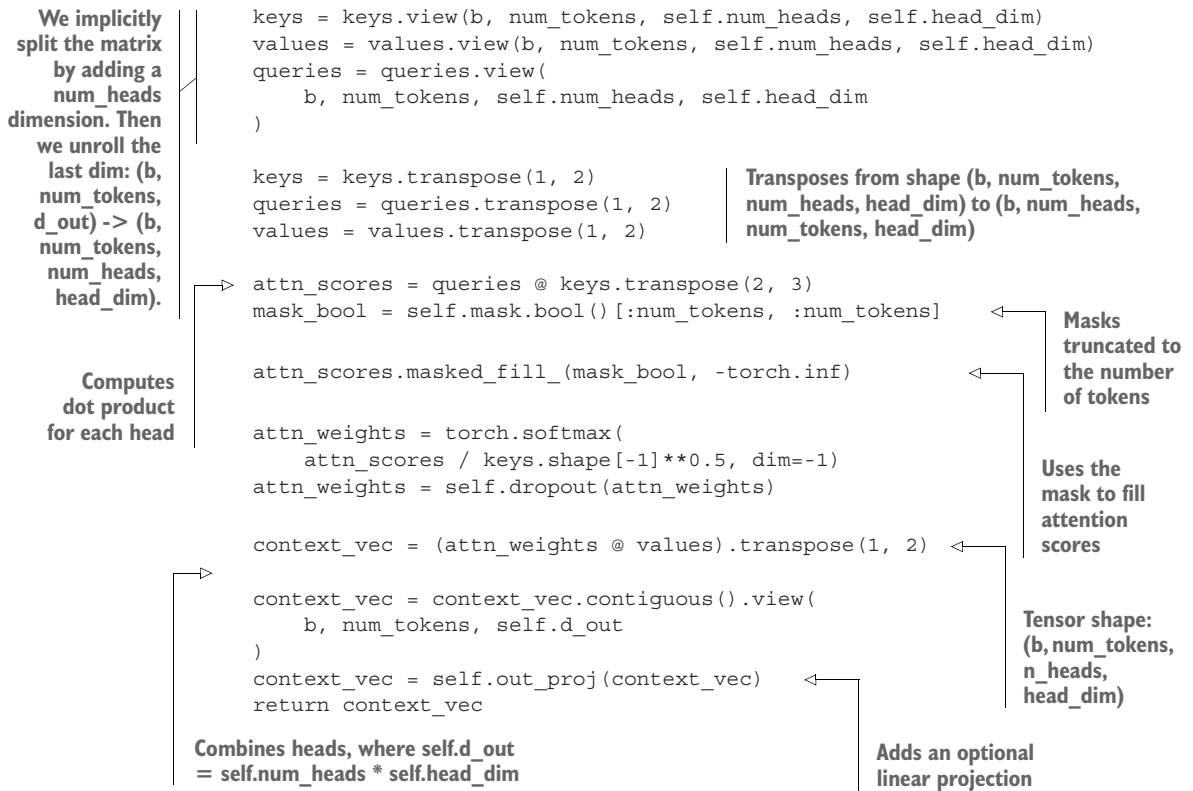 We implicitly
split the matrix
by adding a
num_heads
dimension. Then
we unroll the
last dim: (b,
num_tokens,
d_out) -> (b,
num_tokens,
num_heads,
head_dim).
keys = keys.view(b, num_tokens, self.num_heads, self.head_dim)
values = values.view(b, num_tokens, self.num_heads, self.head_dim)
queries = queries.view(
    b, num_tokens, self.num_heads, self.head_dim
)
keys = keys.transpose(1, 2)
queries = queries.transpose(1, 2)
values = values.transpose(1, 2)
Transposes from shape (b, num_tokens,
num_heads, head_dim) to (b, num_heads,
num_tokens, head_dim)
attn_scores = queries @ keys.transpose(2, 3)
mask_bool = self.mask.bool()[:num_tokens, :num_tokens]
Masks
truncated to
the number
of tokens
Computes
dot product
for each head
attn_scores.masked_fill_(mask_bool, -torch.inf)
attn_weights = torch.softmax(
    attn_scores / keys.shape[-1]**0.5, dim=-1)
attn_weights = self.dropout(attn_weights)
Uses the
mask to fill
attention
scores
context_vec = (attn_weights @ values).transpose(1, 2)
context_vec = context_vec.contiguous().view(
    b, num_tokens, self.d_out
)
context_vec = self.out_proj(context_vec)
return context_vec
Tensor shape:
(b, num_tokens,
n_heads,
head_dim)
Combines heads, where self.d_out
= self.num_heads * self.head_dim
Adds an optional
linear projection